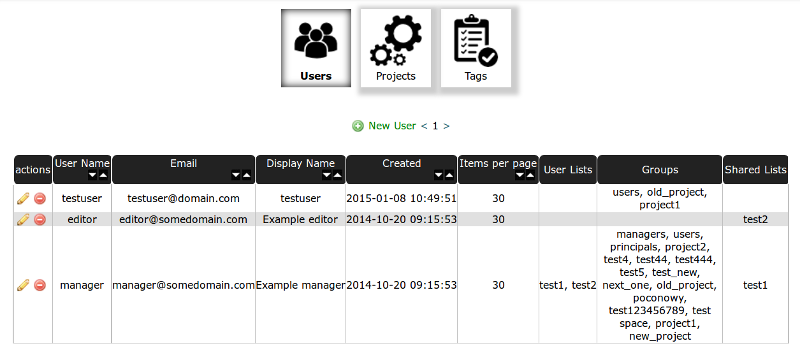 Users Projects Tags
New User < 1 >
actions User Name Email Display Name Created Items per page User Lists Groups Shared Lists
testuser testuser@domain.com testuser 2015-01-08 10:49:51 30 users, old_project,
project1
editor editor@somedomain.com Example editor 2014-10-20 09:15:53 30 test2
managers, users,
principals, project2,
test4, test44, test444,
test5, test_new,
manager manager@somedomain.com Example manager 2014-10-20 09:15:53 30 test1, test2 next_one, old_project, test1
poconowy,
test123456789, test
space, project1,
new_project